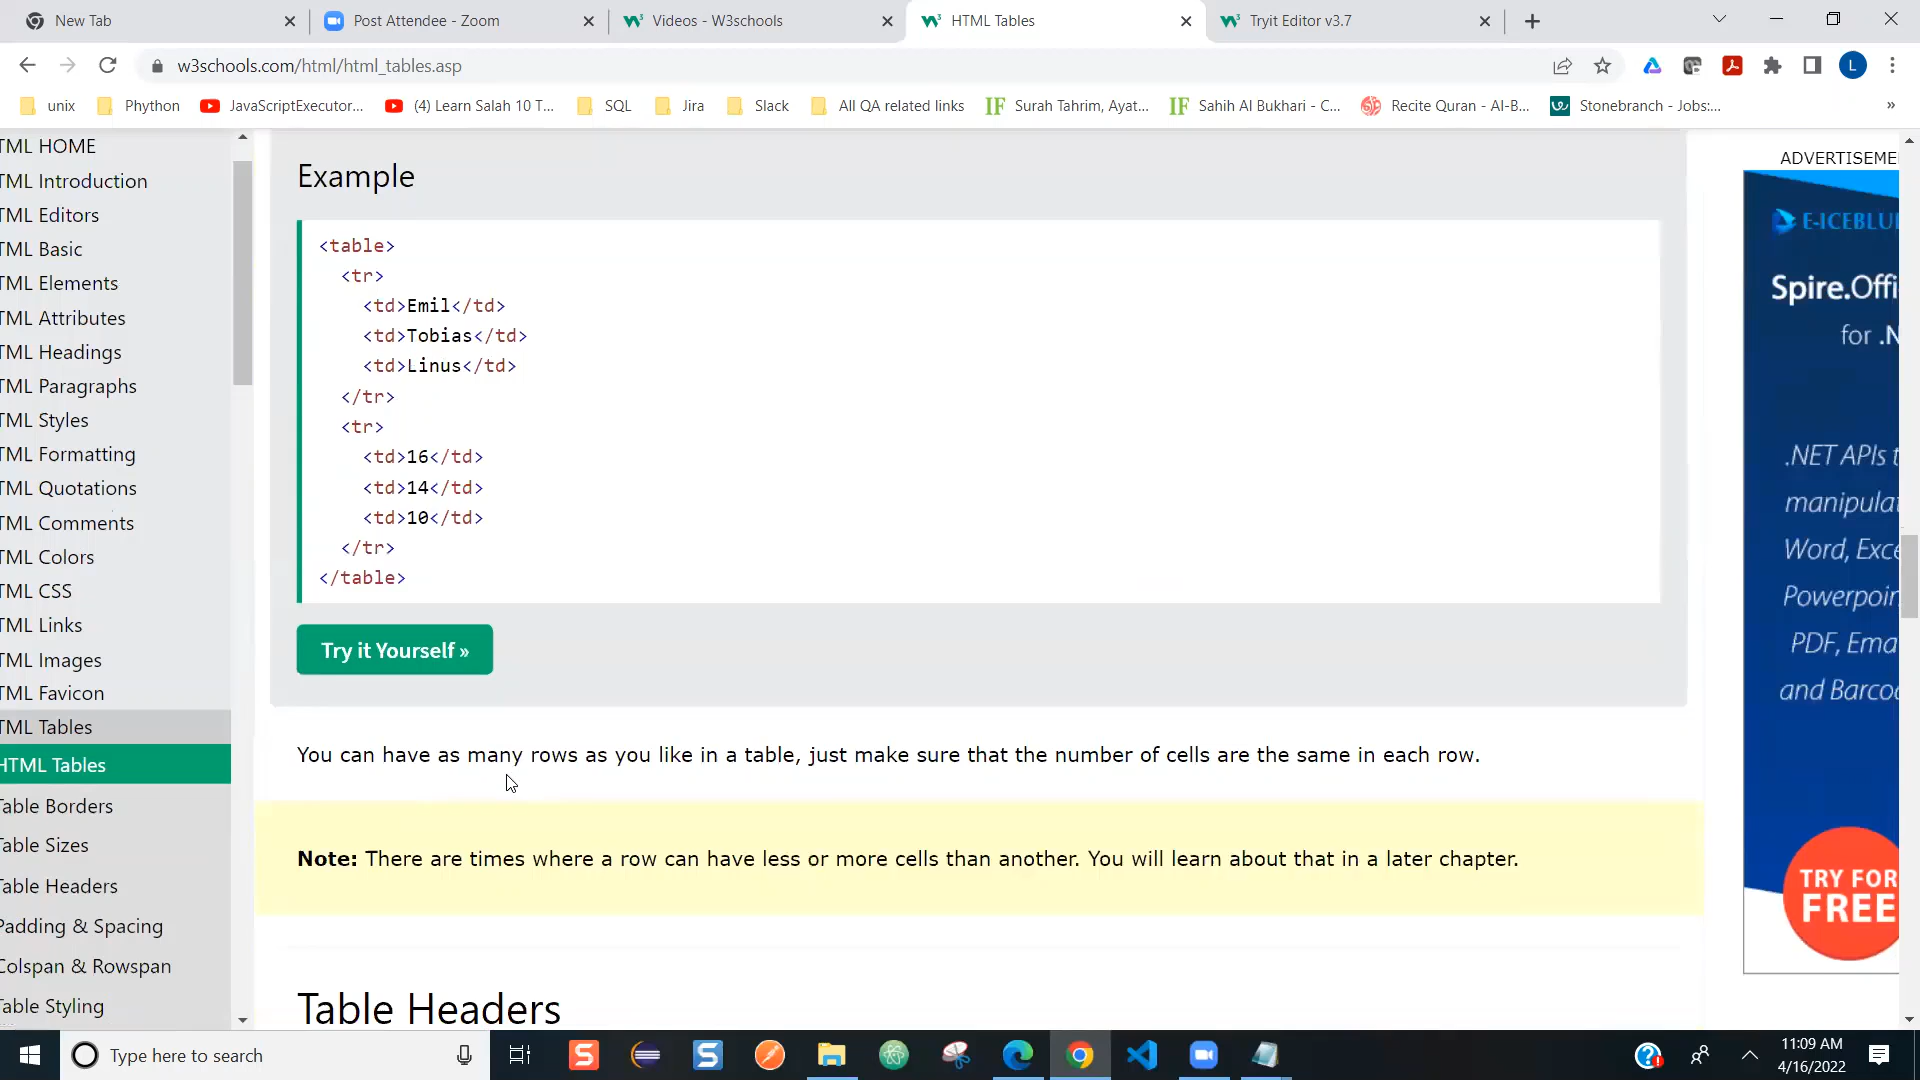 New Tab
Post Attendee - Zoom
Videos - W3schools
HTML Tables
Tryit Editor v3.7
w3schools.com/html/html_tables.asp
L
unix
Phython
JavaScriptExecutor...
(4) Learn Salah 10 T...
SQL
Jira
Slack
All QA related links
IF Surah Tahrim, Ayat...
IF Sahih Al Bukhari - C...
Recite Quran - Al-B...
Stonebranch - Jobs:...
TML HOME
TML Introduction
TML Editors
TML Basic
TML Elements
TML Attributes
TML Headings
TML Paragraphs
TML Styles
TML Formatting
TML Quotations
TML Comments
TML Colors
TML CSS
TML Links
TML Images
TML Favicon
TML Tables
HTML Tables
Table Borders
Table Sizes
Table Headers
Padding & Spacing
Colspan & Rowspan
Table Styling
Example
<table>
<tr>
<td>Emil</td>
<td>Tobias</td>
<td>Linus</td>
</tr>
<tr>
<td>16</td>
<td>14</td>
<td>10</td>
</tr>
</table>
Try it Yourself »
You can have as many rows as you like in a table, just make sure that the number of cells are the same in each row.
Note: There are times where a row can have less or more cells than another. You will learn about that in a later chapter.
Table Headers
ADVERTISEME
E-ICEBLU
Spire.Offi
for .N
.NET APIs t
manipulat
Word, Exce
Powerpoin
PDF, Ema
and Barcod
TRY FOR
FREE
Type here to search
11:09 AM
4/16/2022